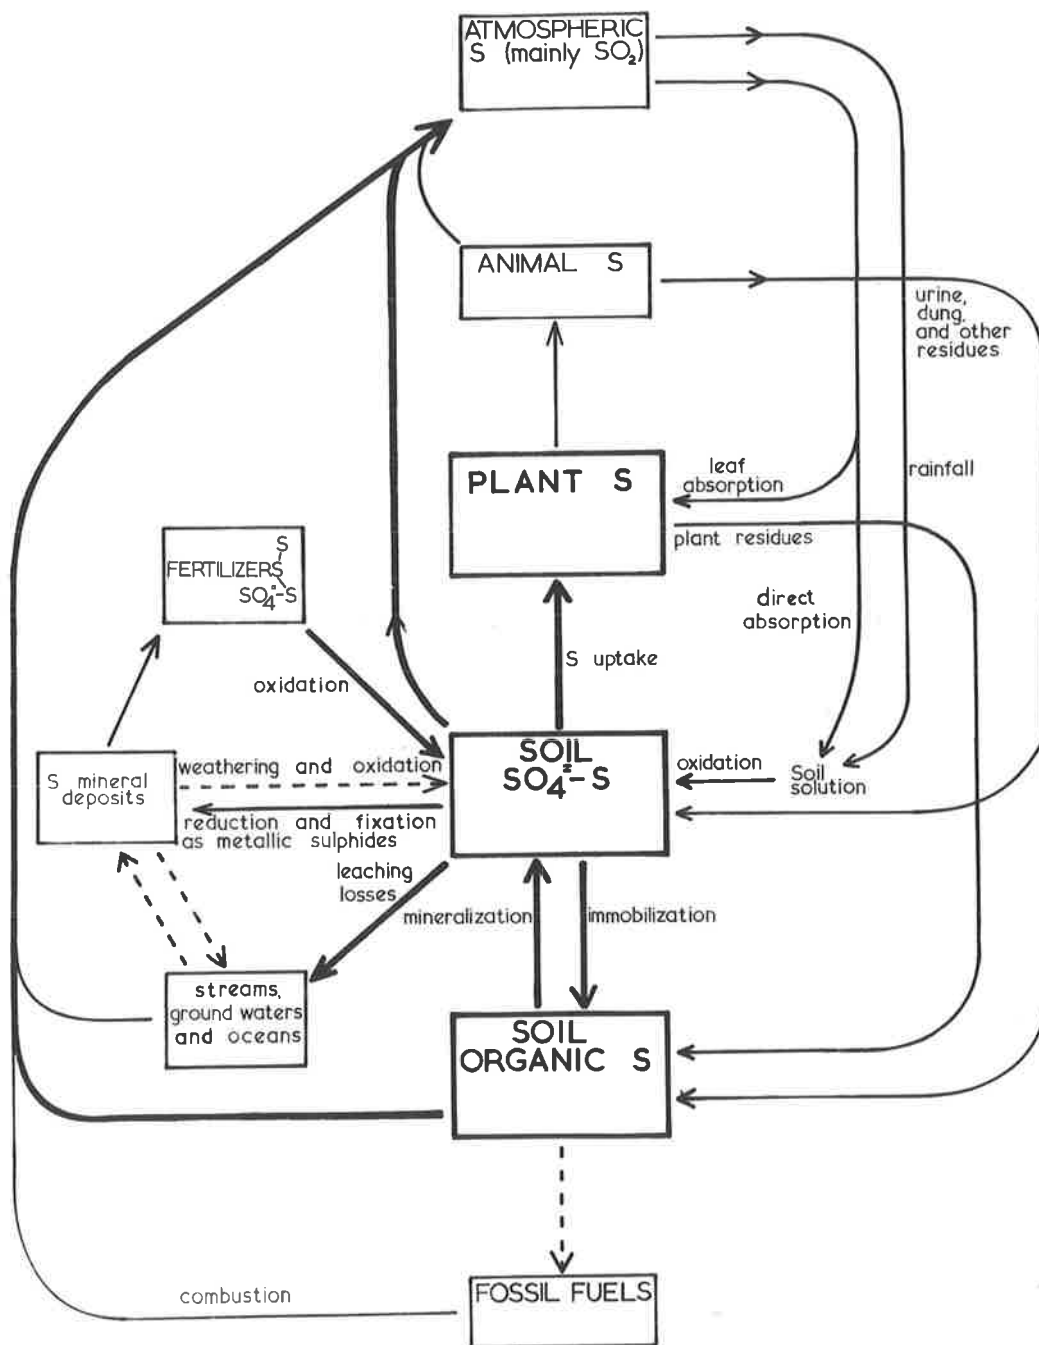 ATMOSPHERIC
S (mainly SO₂)
ANIMAL S
urine,
dung,
and other
residues
PLANT S
leaf
absorption
rainfall
plant residues
S
FERTILIZERS
SO₄⁼-S
direct
absorption
S uptake
oxidation
SOIL
SO₄⁼-S
S mineral
deposits
weathering and oxidation
oxidation
Soil
solution
reduction and fixation
as metallic sulphides
leaching
losses
mineralization
immobilization
streams,
ground waters
and oceans
SOIL
ORGANIC S
combustion
FOSSIL FUELS